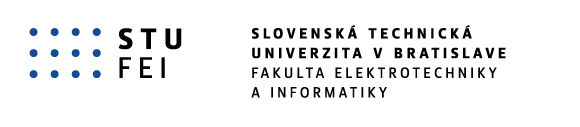 STU
FEI
SLOVENSKÁ TECHNICKÁ
UNIVERZITA V BRATISLAVE
FAKULTA ELEKTROTECHNIKY
A INFORMATIKY